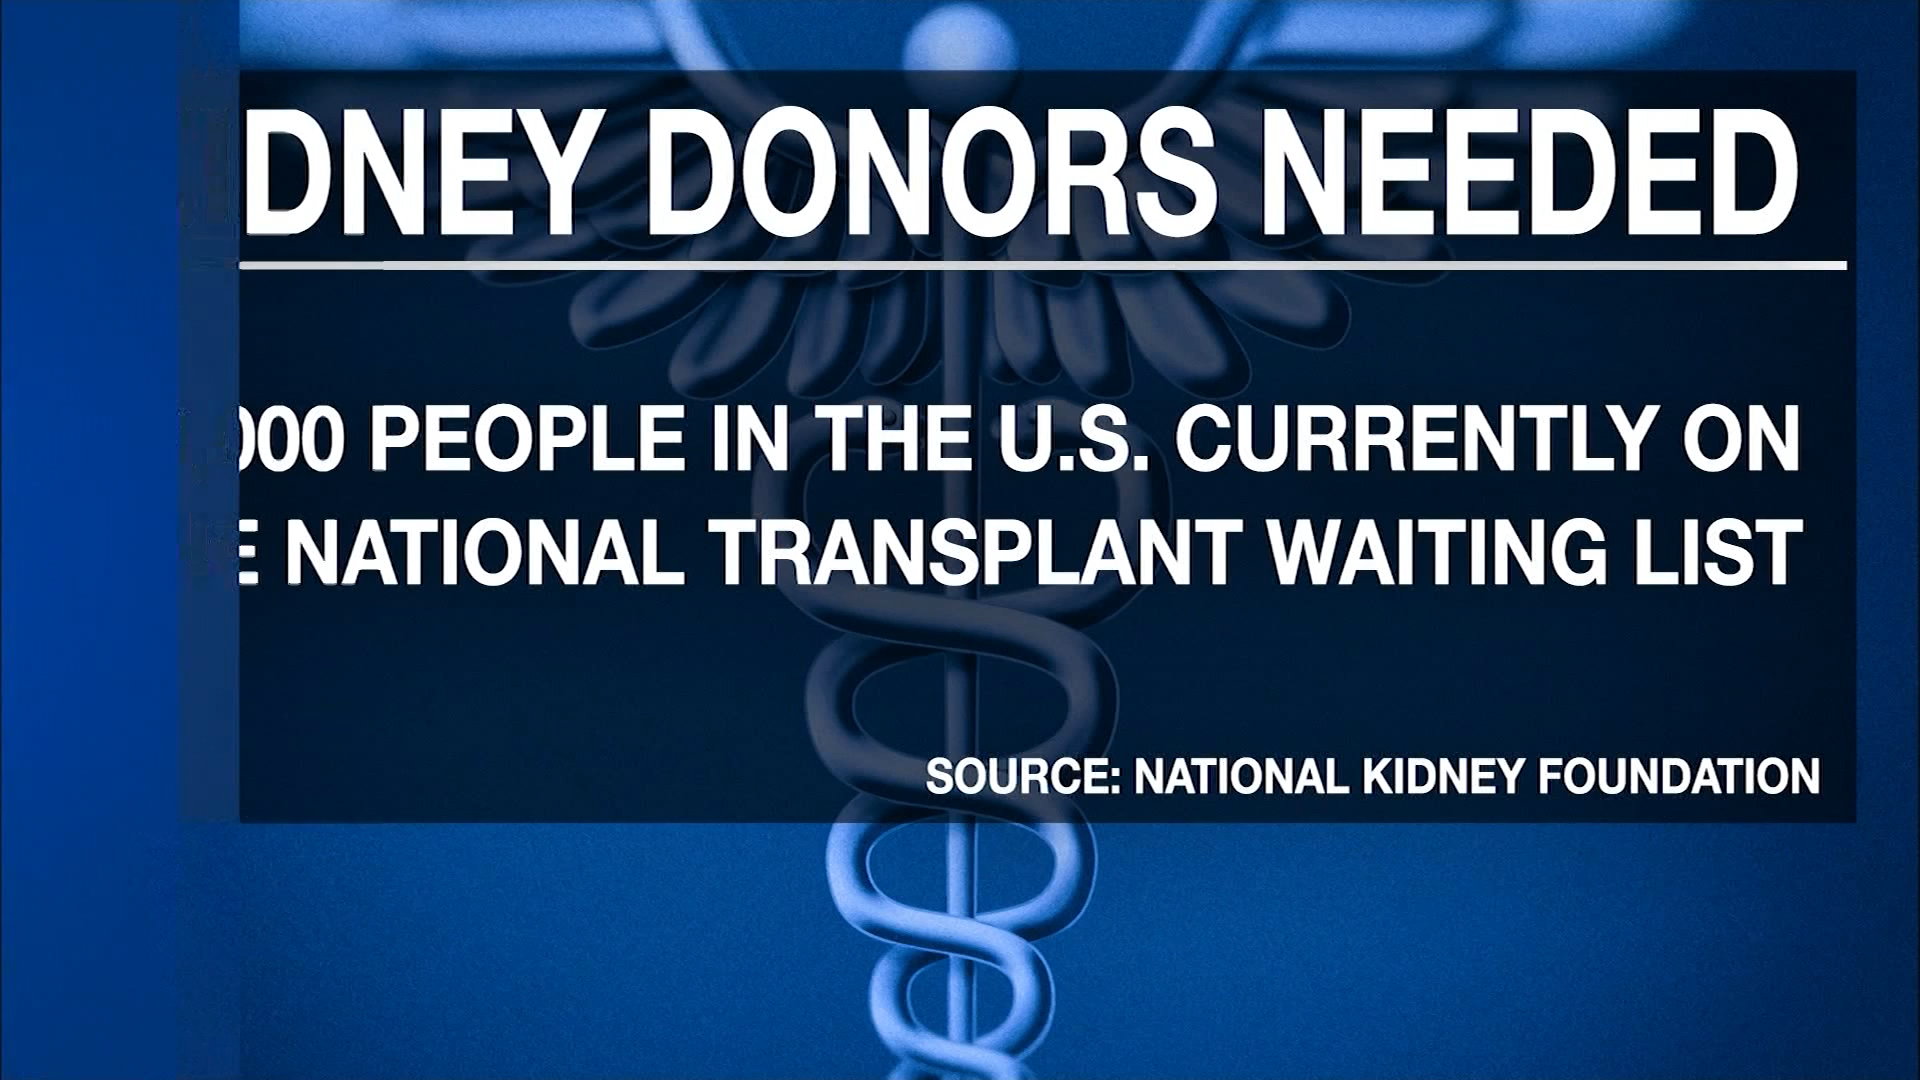 DNEY DONORS NEEDED
000 PEOPLE IN THE U.S. CURRENTLY ON
E NATIONAL TRANSPLANT WAITING LIST
SOURCE: NATIONAL KIDNEY FOUNDATION